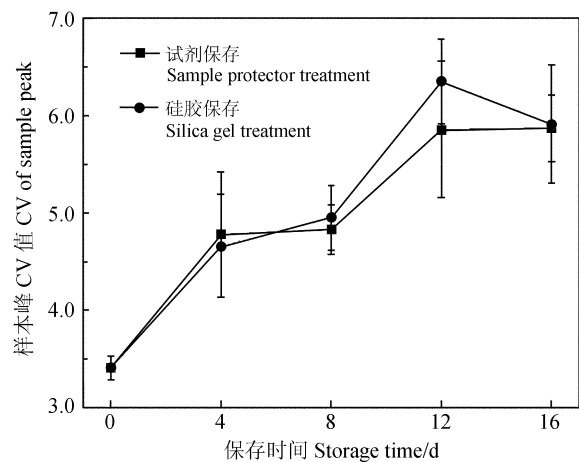 7.0
6.0
5.0
4.0
3.0
样本峰 CV 值 CV of sample peak
试剂保存
Sample protector treatment
硅胶保存
Silica gel treatment
0 4 8 12 16
保存时间 Storage time/d